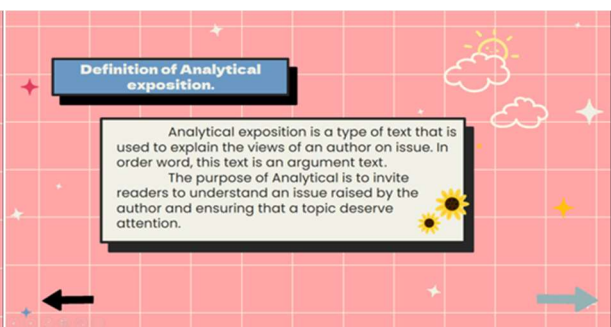 Definition of Analytical
exposition.
Analytical exposition is a type of text that is
used to explain the views of an author on issue. In
order word, this text is an argument text.
The purpose of Analytical is to invite
readers to understand an issue raised by the
author and ensuring that a topic deserve
attention.